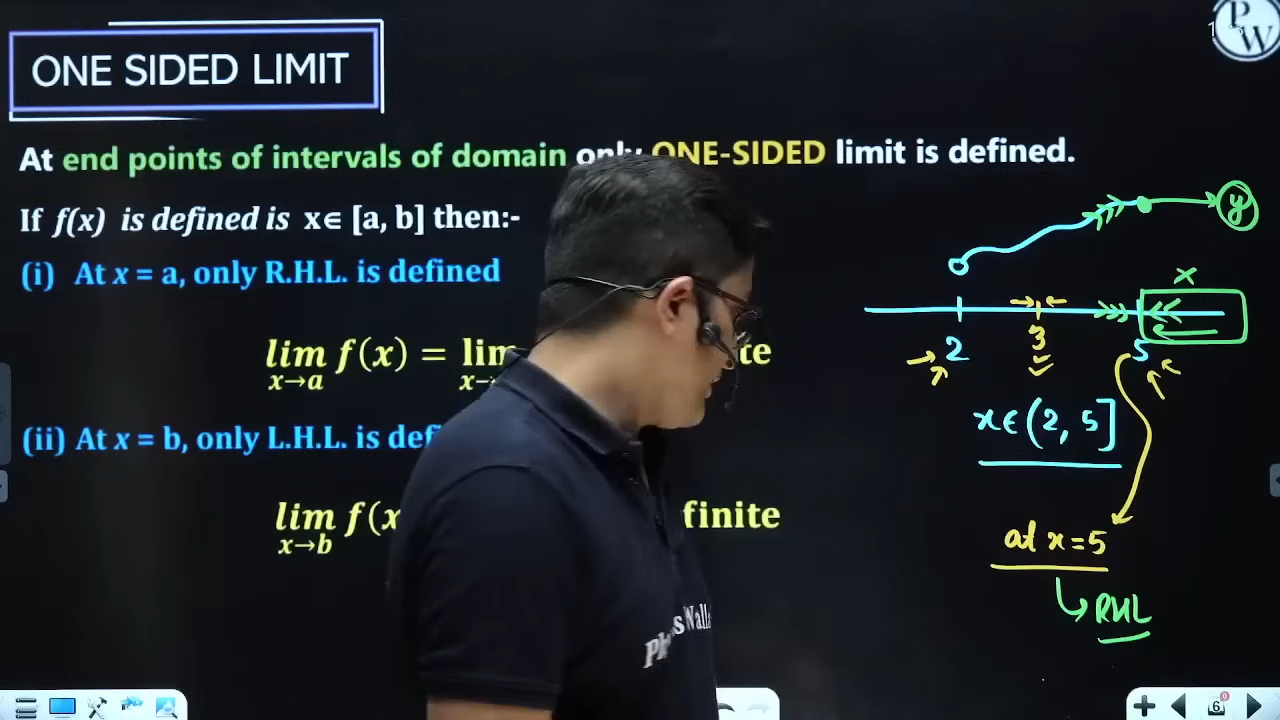 ONE SIDED LIMIT
PW
At end points of intervals of domain only ONE-SIDED limit is defined.
If f(x) is defined is x∈ [a, b] then:-
(i) At x = a, only R.H.L. is defined
lim f(x) = lim
x→a x→
(ii) At x = b, only L.H.L. is def
lim f(x
x→b
finite
y
x
2 3 5
x∈(2, 5]
at x=5
RHL
6